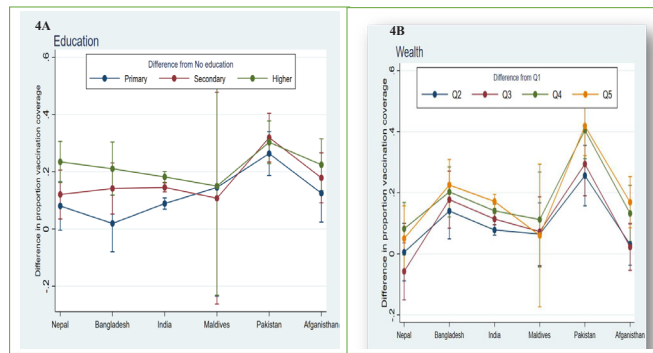 4A
Education
Difference from No education
Primary Secondary Higher
Difference in proportion vaccination coverage
.6
.4
.2
0
-.2
Nepal Bangladesh India Maldives Pakistan Afganisthan
4B
Wealth
Difference from Q1
Q2 Q3 Q4 Q5
Difference in proportion vaccination coverage
.6
.4
.2
0
-.2
Nepal Bangladesh India Maldives Pakistan Afganisthan